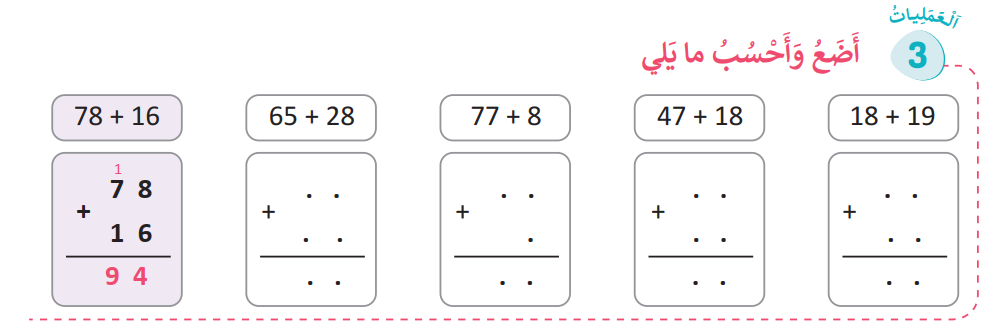 اَلْعَمَلِيّاتُ
3 أَضَعُ وَأَحْسُبُ ما يَلي
78 + 16 65 + 28 77 + 8 47 + 18 18 + 19
1
7 8 . . . . . . . .
+ + + + +
1 6 . . . . . . .
9 4 . . . . . . . .